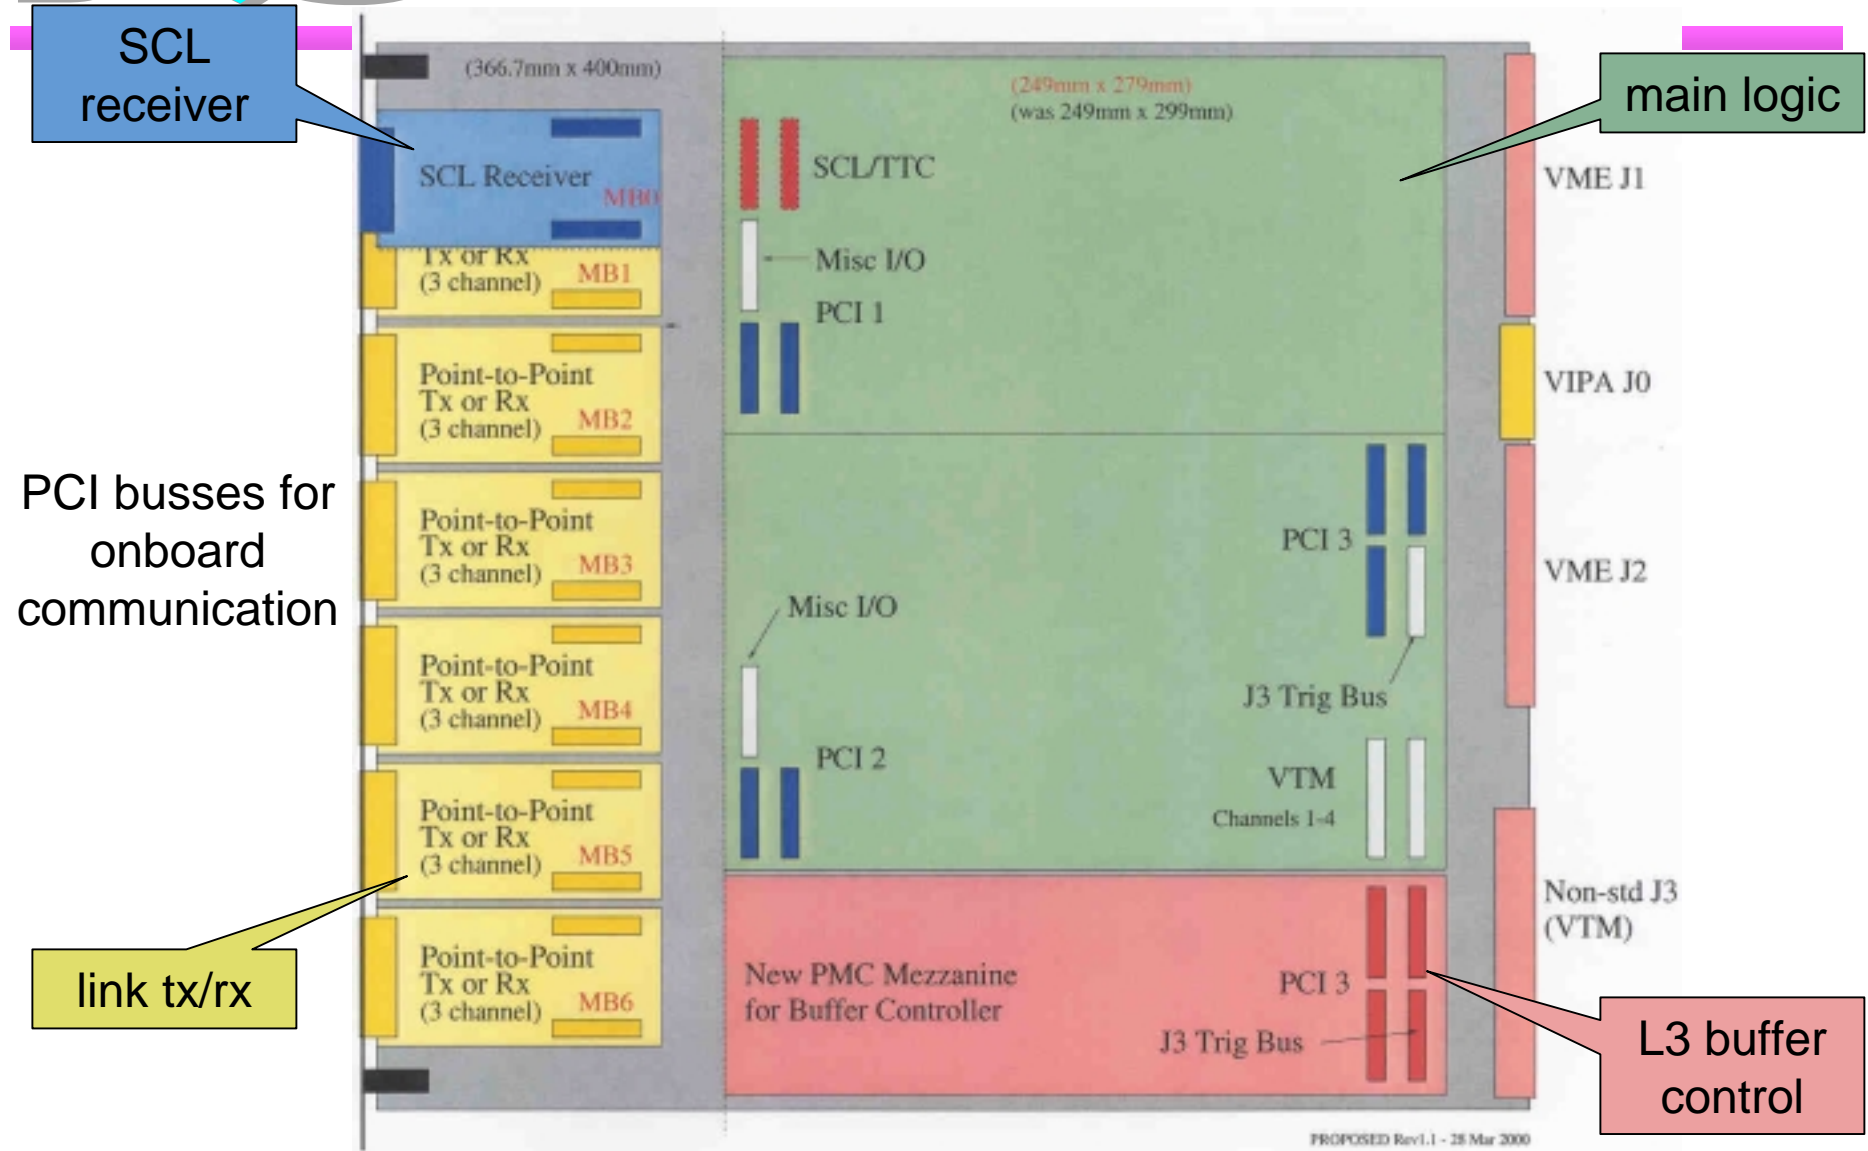 SCL
receiver
(366.7mm x 400mm)
(249mm x 279mm)
(was 249mm x 299mm)
main logic
SCL Receiver
MB0
SCL/TTC
VME J1
Tx or Rx
(3 channel)
MB1
Misc I/O
PCI 1
Point-to-Point
Tx or Rx
(3 channel)
MB2
VIPA J0
PCI busses for
onboard
communication
Point-to-Point
Tx or Rx
(3 channel)
MB3
PCI 3
VME J2
Misc I/O
Point-to-Point
Tx or Rx
(3 channel)
MB4
J3 Trig Bus
PCI 2
VTM
Channels 1-4
Point-to-Point
Tx or Rx
(3 channel)
MB5
Non-std J3
(VTM)
link tx/rx
Point-to-Point
Tx or Rx
(3 channel)
MB6
New PMC Mezzanine
for Buffer Controller
PCI 3
J3 Trig Bus
L3 buffer
control
PROPOSED Rev1.1 - 28 Mar 2000